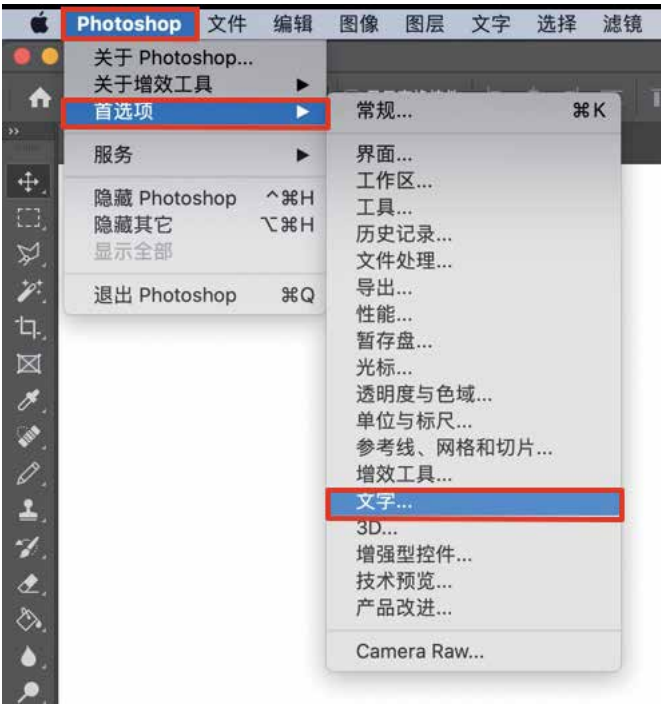 Photoshop 文件 编辑 图像 图层 文字 选择 滤镜
关于 Photoshop...
关于增效工具
首选项
服务
隐藏 Photoshop ^⌘H
隐藏其它 ⌥⌘H
显示全部
退出 Photoshop ⌘Q
常规... ⌘K
界面...
工作区...
工具...
历史记录...
文件处理...
导出...
性能...
暂存盘...
光标...
透明度与色域...
单位与标尺...
参考线、网格和切片...
增效工具...
文字...
3D...
增强型控件...
技术预览...
产品改进...
Camera Raw...